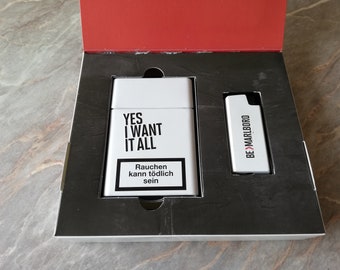 YES
I WANT
IT ALL
Rauchen
kann tödlich
sein
BE>MARLBORO